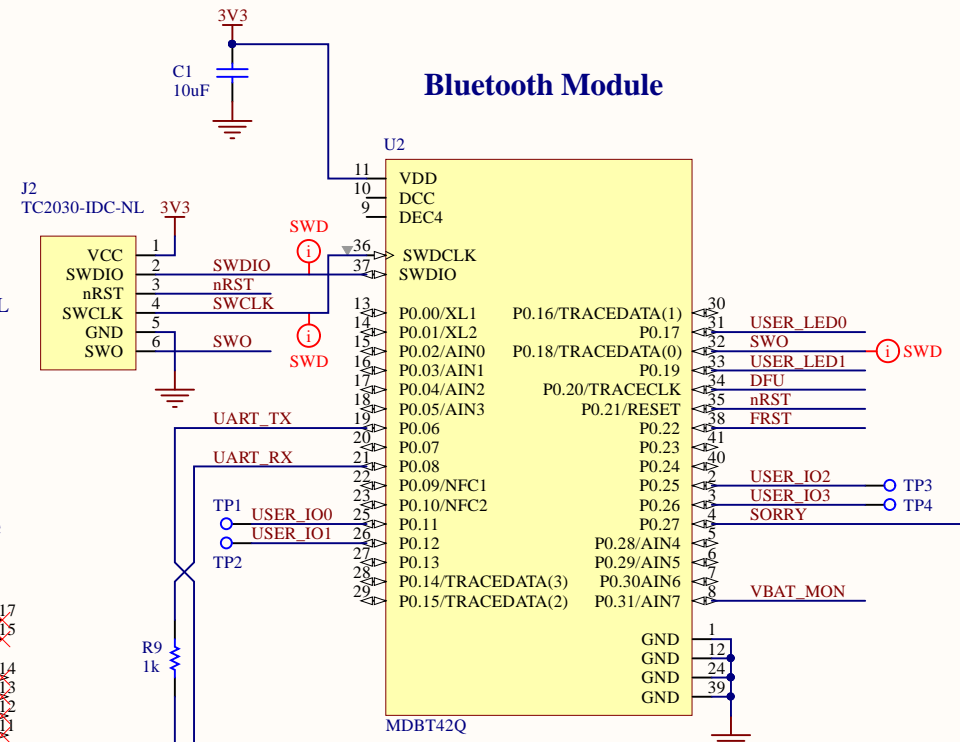 3V3
C1
10uF
Bluetooth Module
U2
11 VDD
10 DCC
9 DEC4
36 SWDCLK
37 SWDIO
J2
TC2030-IDC-NL
3V3
VCC 1
SWDIO 2 SWDIO
nRST 3 nRST
SWCLK 4 SWCLK
GND 5
SWO 6 SWO
SWD
i
i
SWD
L
13 P0.00/XL1
14 P0.01/XL2
15 P0.02/AIN0
16 P0.03/AIN1
17 P0.04/AIN2
18 P0.05/AIN3
UART_TX 19 P0.06
20 P0.07
UART_RX 21 P0.08
22 P0.09/NFC1
23 P0.10/NFC2
TP1 USER_IO0 25 P0.11
TP2 USER_IO1 26 P0.12
27 P0.13
28 P0.14/TRACEDATA(3)
29 P0.15/TRACEDATA(2)
P0.16/TRACEDATA(1) 30
P0.17 31 USER_LED0
P0.18/TRACEDATA(0) 32 SWO i SWD
P0.19 33 USER_LED1
P0.20/TRACECLK 34 DFU
P0.21/RESET 35 nRST
P0.22 38 FRST
P0.23 41
P0.24 40
P0.25 2 USER_IO2 TP3
P0.26 3 USER_IO3 TP4
P0.27 4 SORRY
P0.28/AIN4 5
P0.29/AIN5 6
P0.30AIN6 7
P0.31/AIN7 8 VBAT_MON
GND 1
GND 12
GND 24
GND 39
MDBT42Q
R9
1k
17
15
14
13
12
11